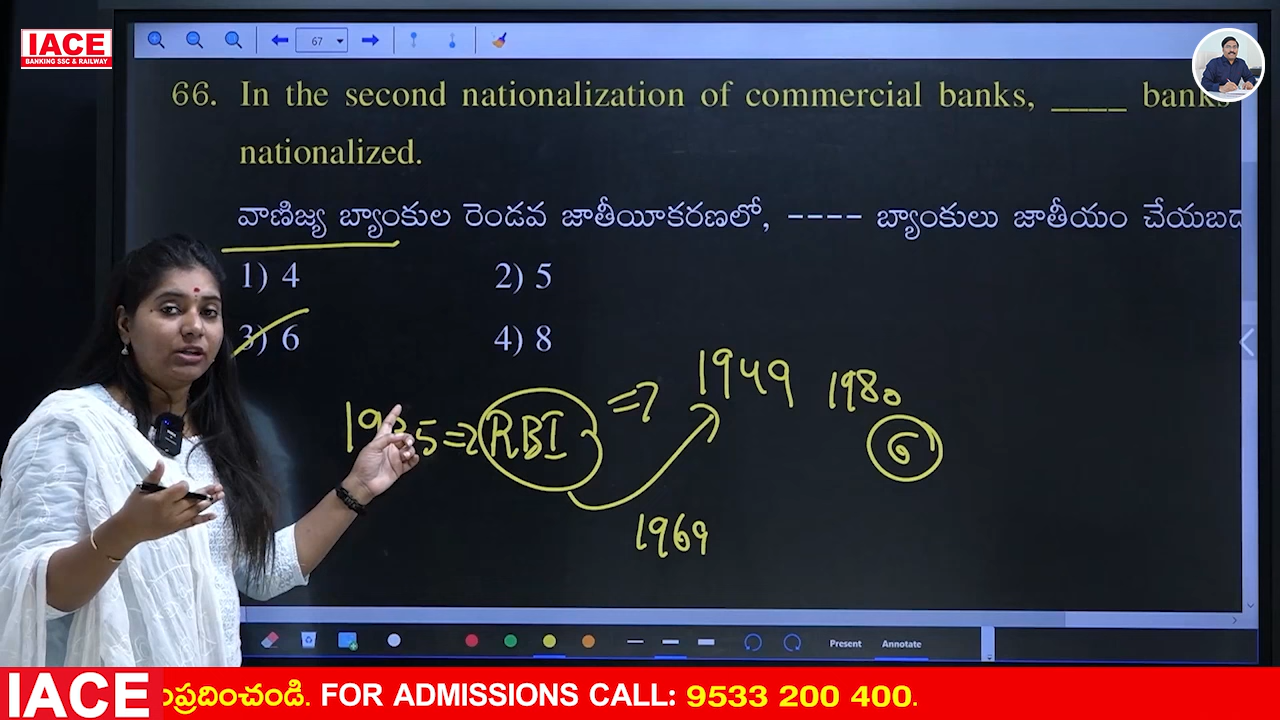 IACE
BANKING SSC & RAILWAY
67
66. In the second nationalization of commercial banks, ____ banks
nationalized.
వాణిజ్య బ్యాంకుల రెండవ జాతీయీకరణలో, ---- బ్యాంకులు జాతీయం
1) 4 2) 5
3) 6 4) 8
1949 1980
1935 => RBI => 6
1969
Present Annotate
IACE FOR ADMISSIONS CALL: 9533 200 400.